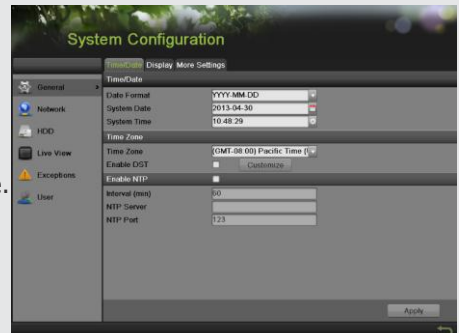 System Configuration
Time/Date Display More Settings
Time/Date
General
Date Format YYYY-MM-DD
Network
System Date 2013-04-30
System Time 10:48:29
HDD
Time Zone
Live View
Time Zone (GMT-08:00) Pacific Time (U
Enable DST Customize
Exceptions
Enable NTP
User
Interval (min) 60
NTP Server
NTP Port 123
Apply